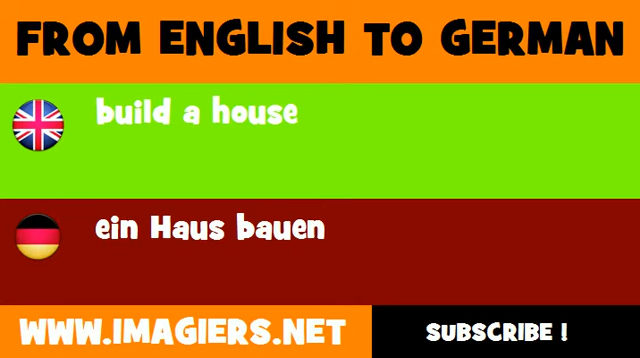 FROM ENGLISH TO GERMAN
build a house
ein Haus bauen
WWW.IMAGIERS.NET
SUBSCRIBE !